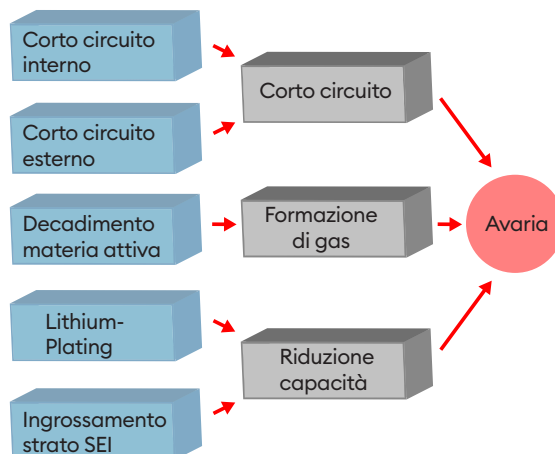 Corto circuito
interno
Corto circuito
esterno
Decadimento
materia attiva
Lithium-
Plating
Ingrossamento
strato SEI
Corto circuito
Formazione
di gas
Riduzione
capacità
Avaria